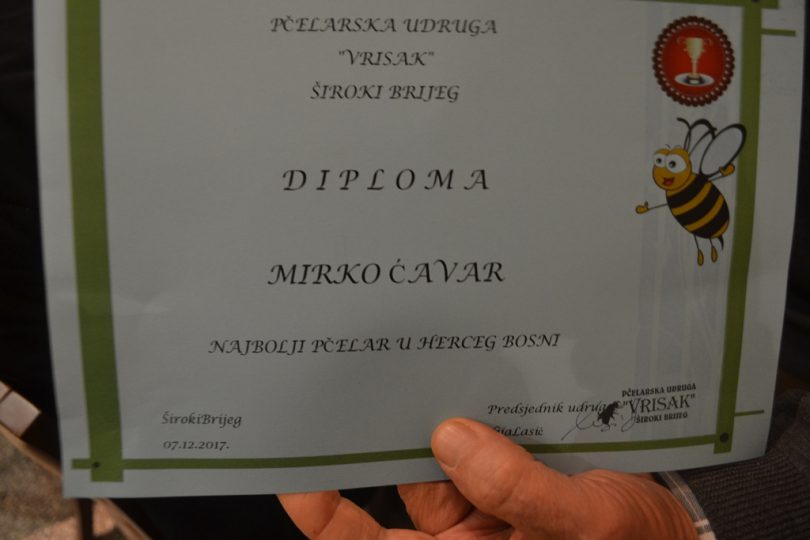 PČELARSKA UDRUGA
"VRISAK"
ŠIROKI BRIJEG
DIPLOMA
MIRKO ĆAVAR
NAJBOLJI PČELAR U HERCEG BOSNI
ŠirokiBrijeg
07.12.2017.
Predsjednik udruge
PČELARSKA UDRUGA
"VRISAK"
ŠIROKI BRIJEG